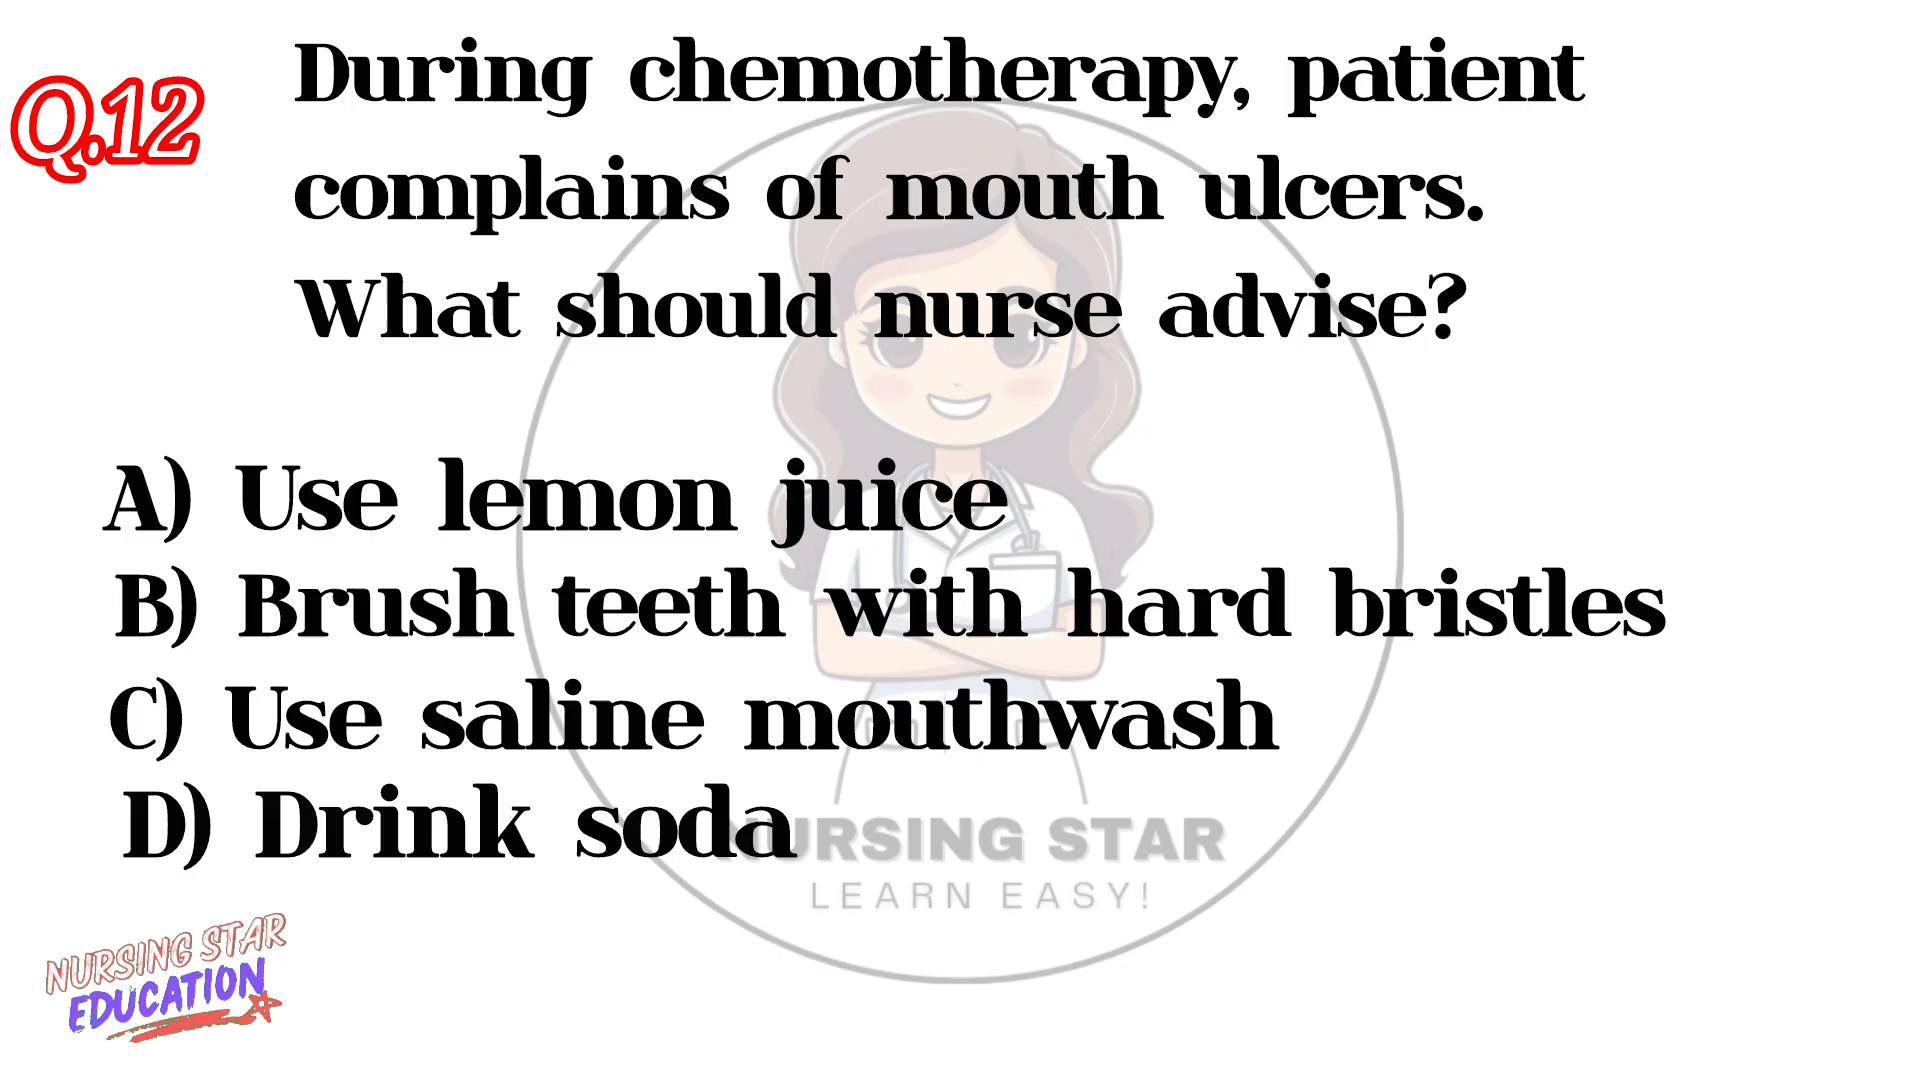 Q.12
During chemotherapy, patient
complains of mouth ulcers.
What should nurse advise?
A) Use lemon juice
B) Brush teeth with hard bristles
C) Use saline mouthwash
D) Drink soda
NURSING STAR
LEARN EASY!
NURSING STAR
EDUCATION